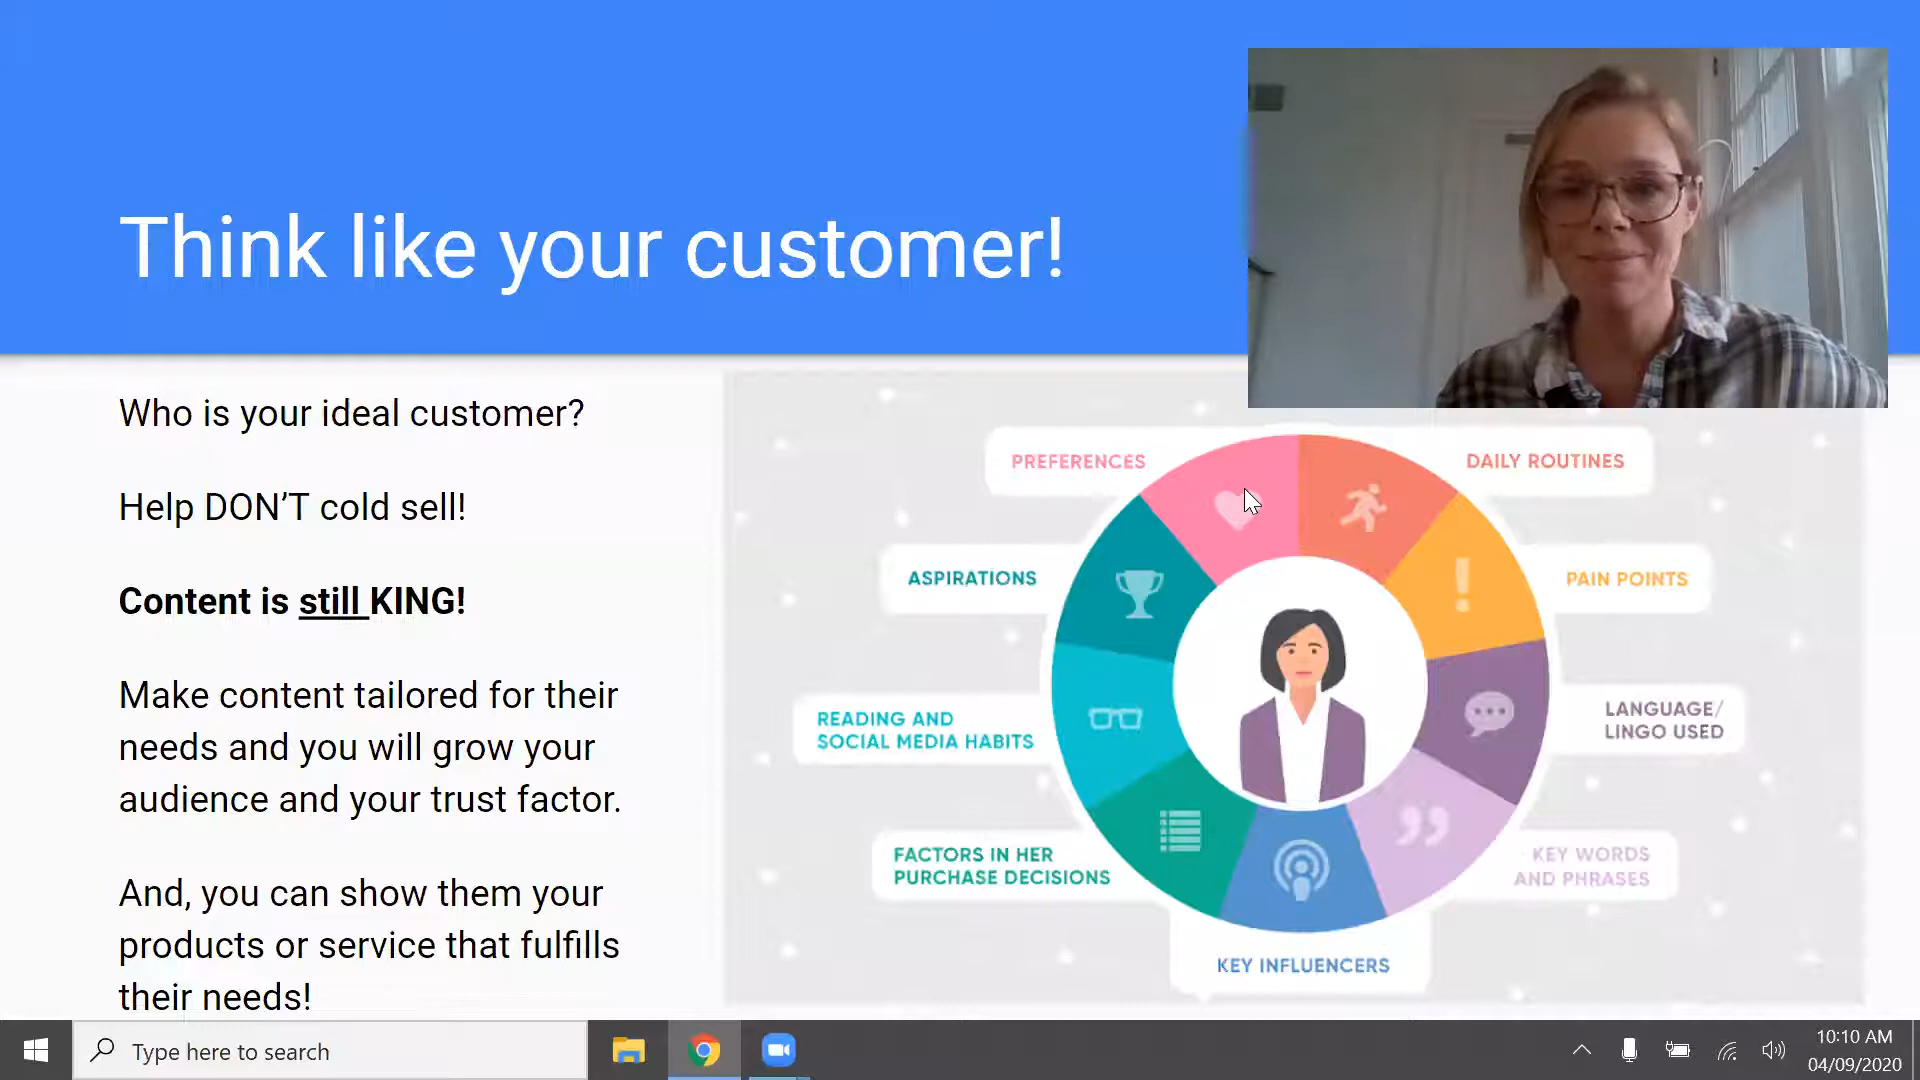 Think like your customer!
Who is your ideal customer?
Help DON’T cold sell!
Content is still KING!
Make content tailored for their
needs and you will grow your
audience and your trust factor.
And, you can show them your
products or service that fulfills
their needs!
PREFERENCES
DAILY ROUTINES
ASPIRATIONS
PAIN POINTS
READING AND
SOCIAL MEDIA HABITS
LANGUAGE/
LINGO USED
FACTORS IN HER
PURCHASE DECISIONS
KEY WORDS
AND PHRASES
KEY INFLUENCERS
Type here to search
10:10 AM
04/09/2020